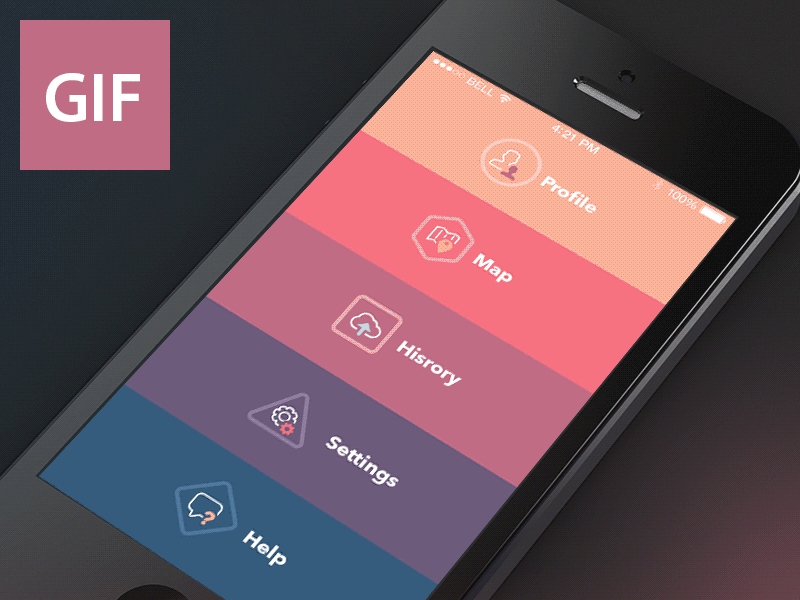 GIF
BELL
4:21 PM
100%
Profile
Map
Hisrory
Settings
Help